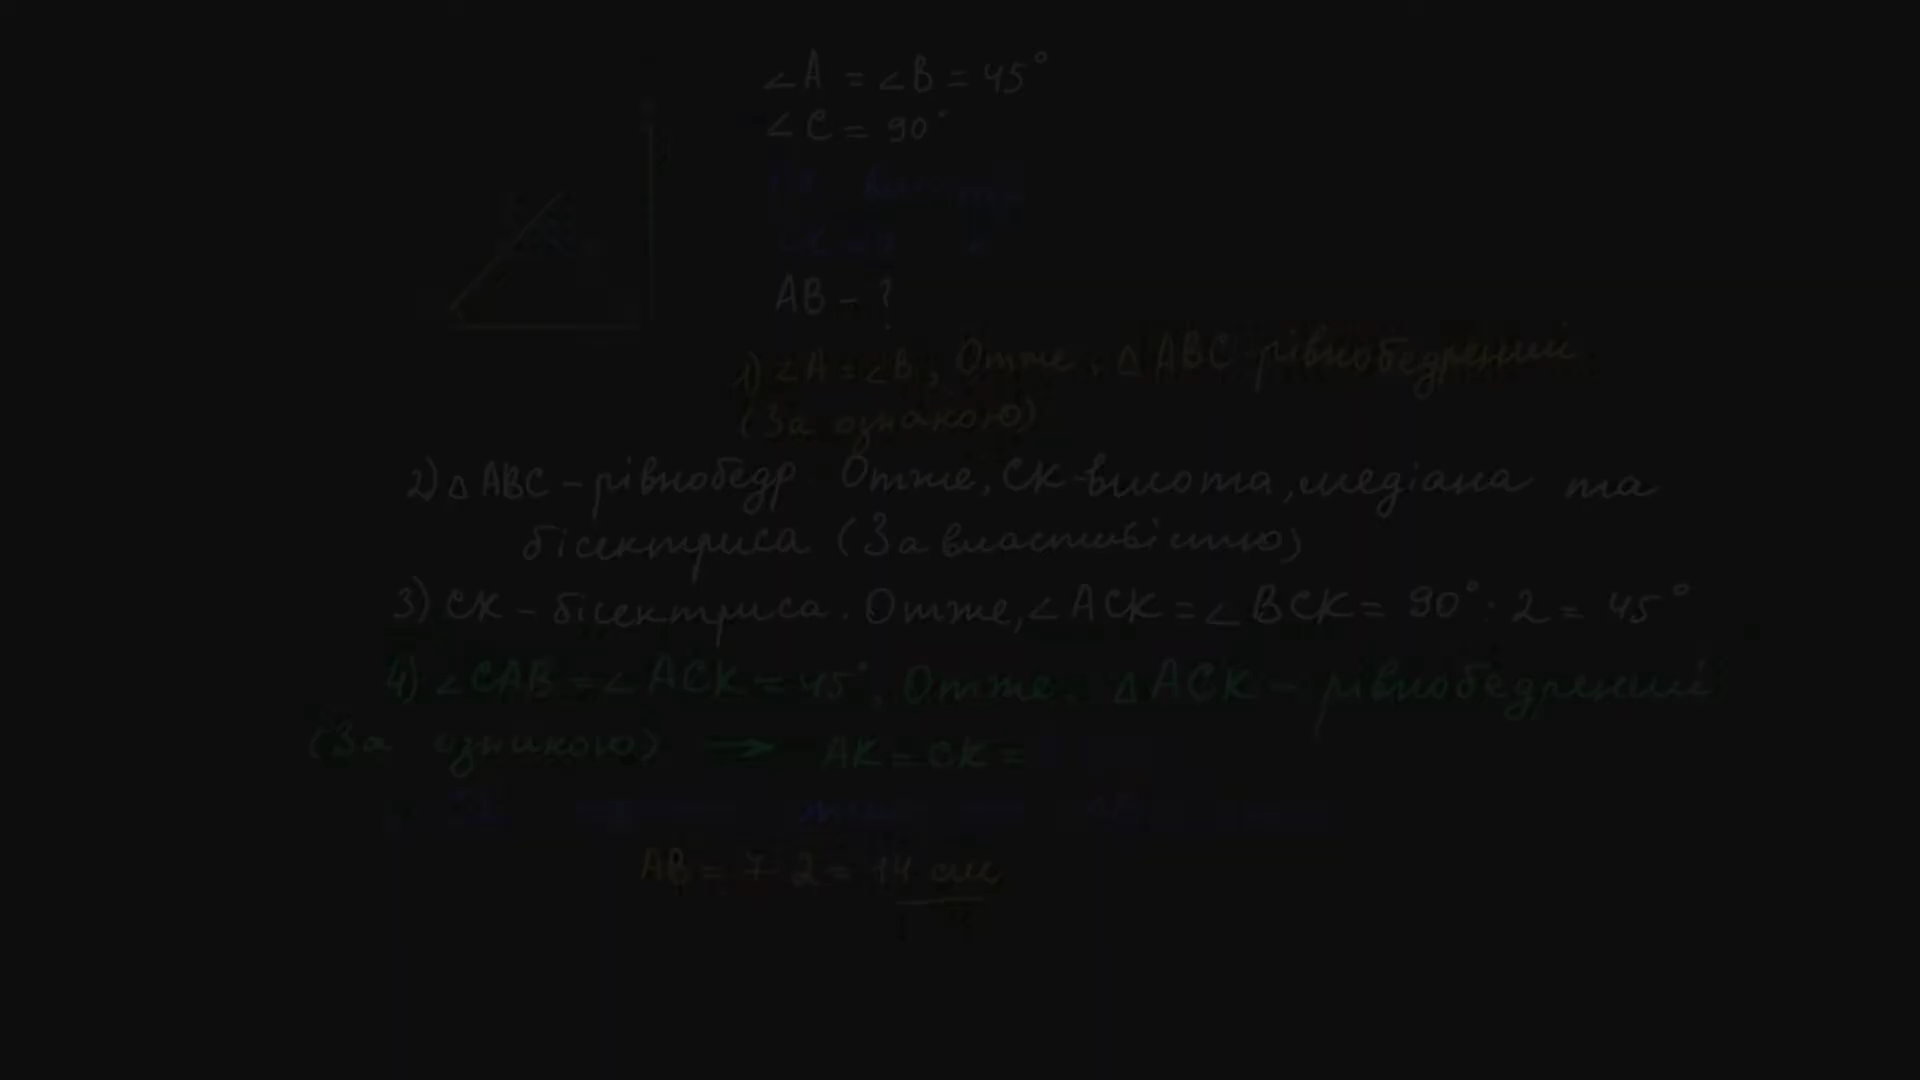 ∠A = ∠B = 45°
∠C = 90°
AB - ?
1) ∠A = ∠B, Отже, △ABC рівнобедрений
(За ознакою)
2) △ABC – рівнобедр. Отже, СК-висота, медіана та
бісектриса (За властивістю)
3) СК – бісектриса. Отже, ∠ACK = ∠BCK = 90° : 2 = 45°
4) ∠CAB = ∠ACK = 45°. Отже, △ACK – рівнобедрений
(За ознакою) → AK = CK =
AB = 7 · 2 = 14 см